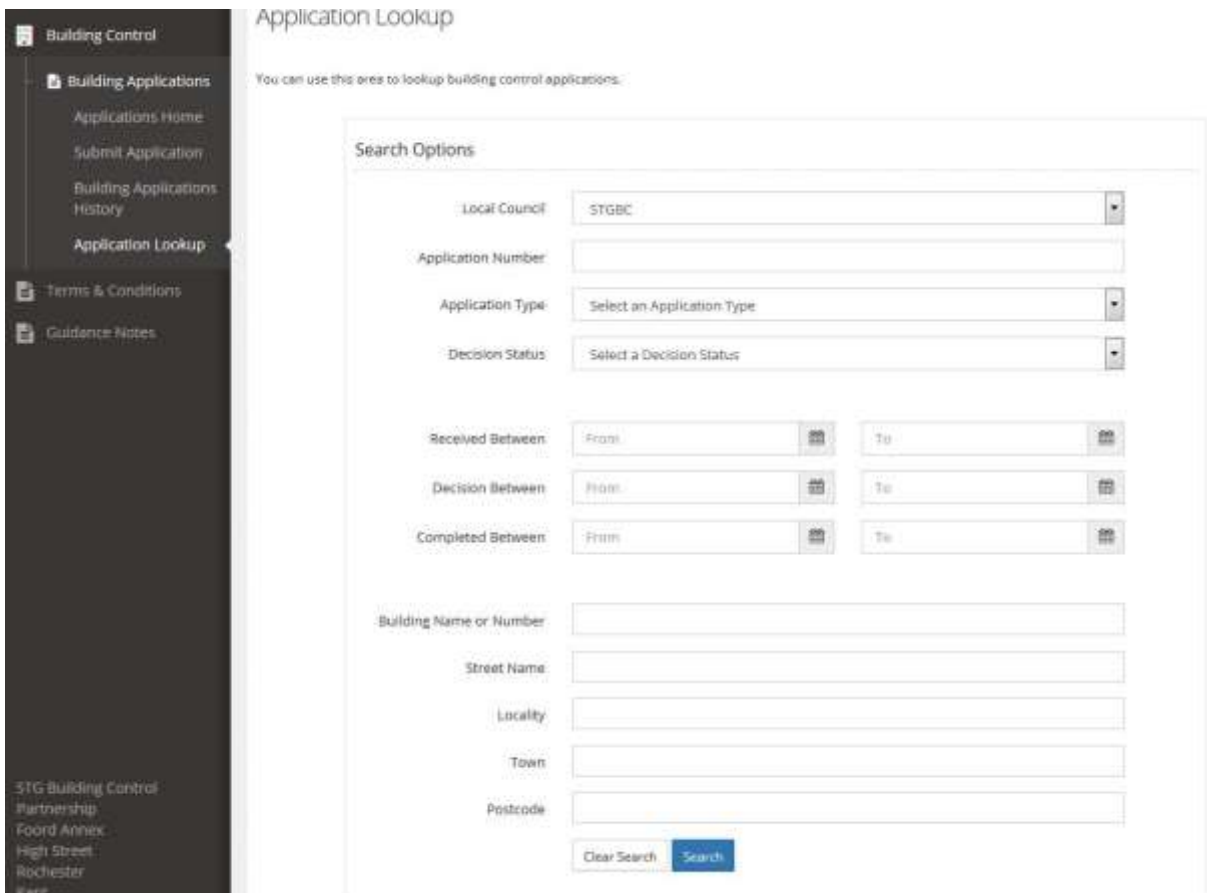 Building Control
Building Applications
Applications Home
Submit Application
Building Applications
History
Application Lookup
Terms & Conditions
Guidance Notes
STG Building Control
Partnership
Foord Annex
High Street
Rochester
Kent
Application Lookup
You can use this area to lookup building control applications.
Search Options
Local Council STGBC
Application Number
Application Type Select an Application Type
Decision Status Select a Decision Status
Received Between From To
Decision Between From To
Completed Between From To
Building Name or Number
Street Name
Locality
Town
Postcode
Clear Search Search